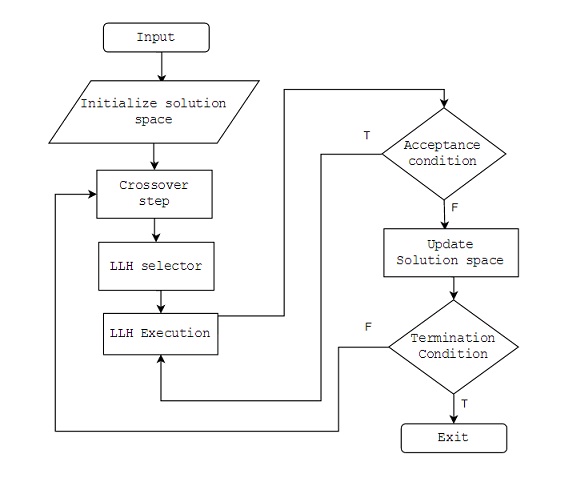 Input
Initialize solution
space
Crossover
step
LLH selector
LLH Execution
T
Acceptance
condition
F
Update
Solution space
F
Termination
Condition
T
Exit